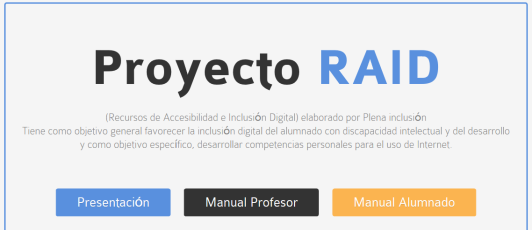 Proyecto RAID
(Recursos de Accesibilidad e Inclusión Digital) elaborado por Plena inclusión
Tiene como objetivo general favorecer la inclusión digital del alumnado con discapacidad intelectual y del desarrollo
y como objetivo específico, desarrollar competencias personales para el uso de Internet.
Presentación
Manual Profesor
Manual Alumnado